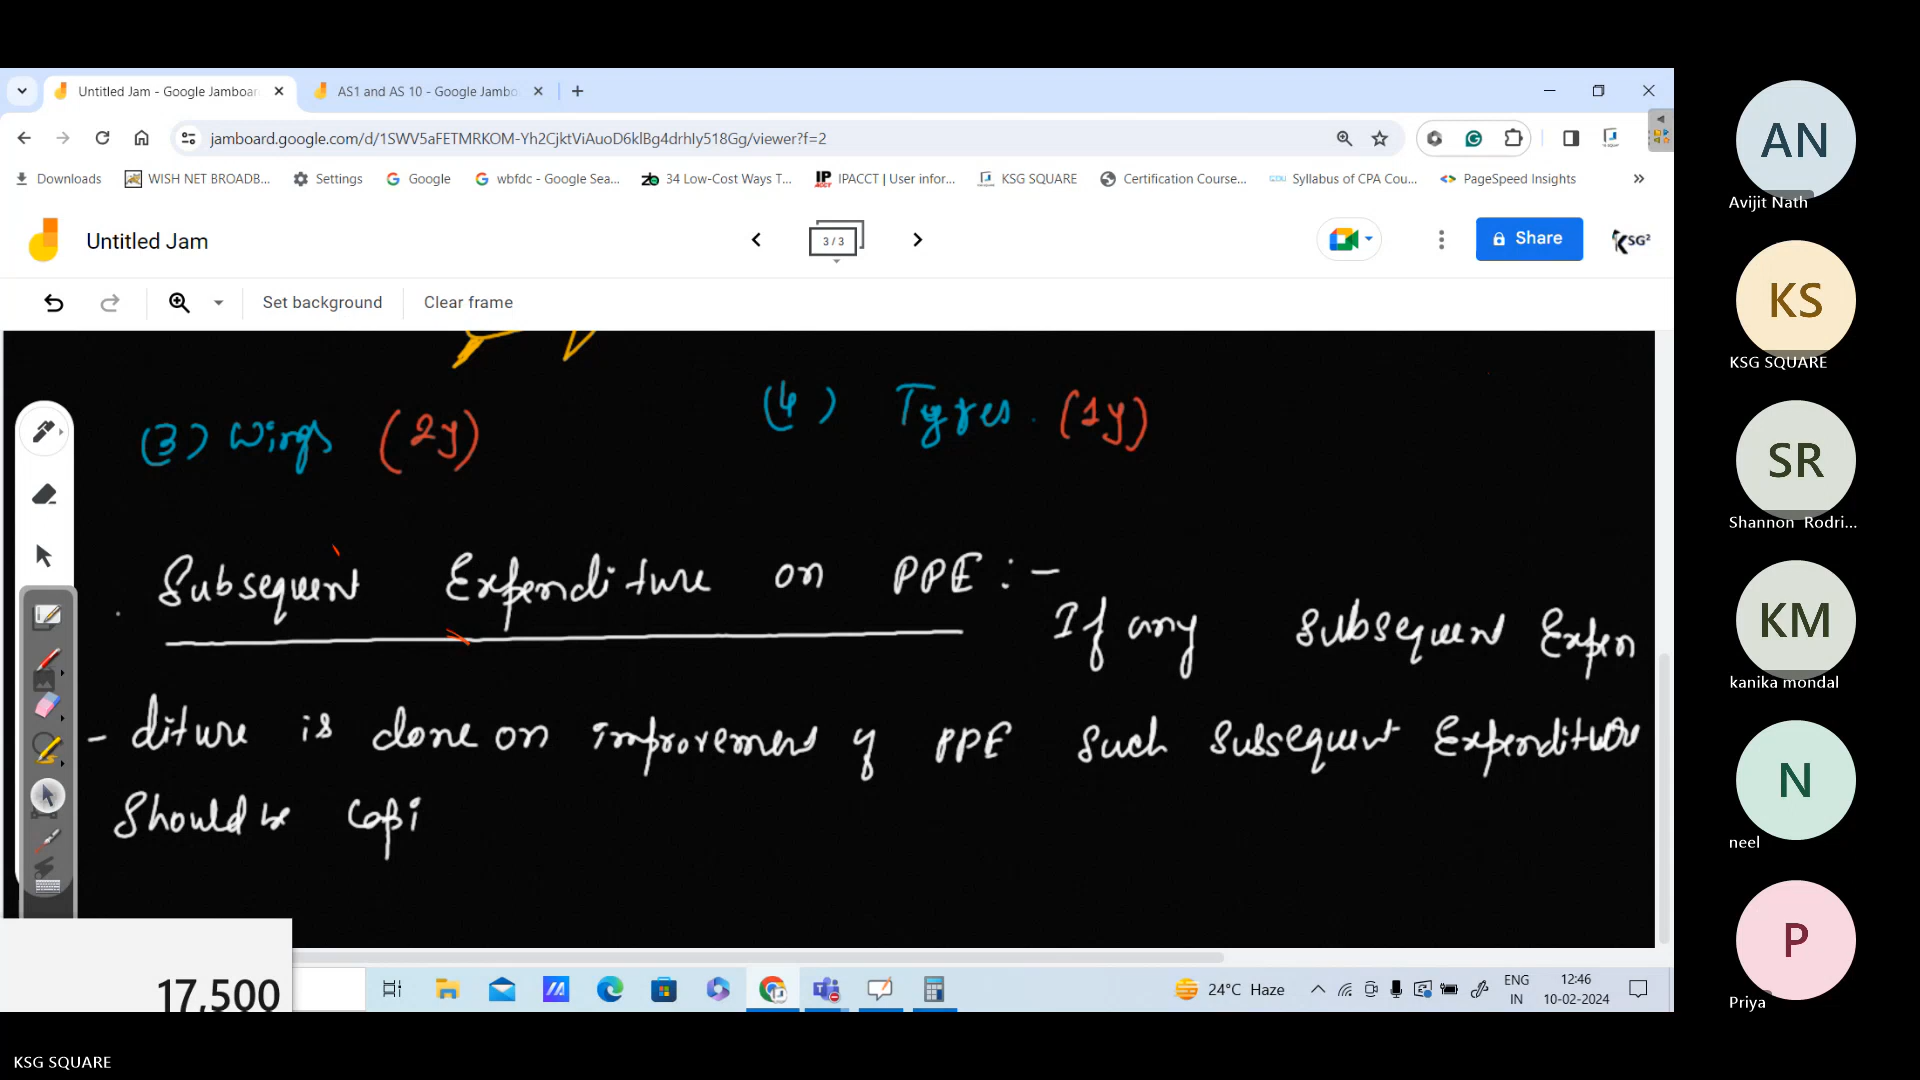 Untitled Jam - Google Jamboar
AS1 and AS 10 - Google Jambo
jamboard.google.com/d/1SWV5aFETMRKOM-Yh2CjktViAuoD6klBg4drhIy518Gg/viewer?f=2
Downloads
WISH NET BROADB...
Settings
Google
wbfdc - Google Sea...
34 Low-Cost Ways T...
IPACCT | User infor...
KSG SQUARE
Certification Course...
Syllabus of CPA Cou...
PageSpeed Insights
Untitled Jam
3 / 3
Share
KSG²
Set background
Clear frame
(3) Wings (2y)
(4) Tyres. (1y)
Subsequent Expenditure on PPE :-
If any Subsequent Expen
- diture is done on improvement of PPE Such Subsequent Expenditure
Should be Capi
17,500
24°C Haze
ENG
IN
12:46
10-02-2024
AN
Avijit Nath
KS
KSG SQUARE
SR
Shannon Rodri...
KM
kanika mondal
N
neel
P
Priya
KSG SQUARE